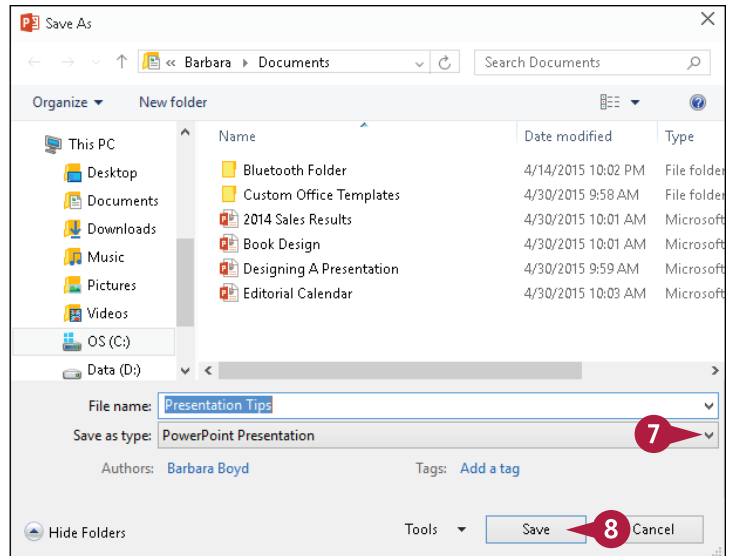 Save As
« Barbara Documents Search Documents
Organize New folder
This PC Name Date modified Type
Desktop Bluetooth Folder 4/14/2015 10:02 PM File folder
Documents Custom Office Templates 4/30/2015 9:58 AM File folder
Downloads 2014 Sales Results 4/30/2015 10:01 AM Microsoft
Music Book Design 4/30/2015 10:01 AM Microsoft
Pictures Designing A Presentation 4/30/2015 9:59 AM Microsoft
Videos Editorial Calendar 4/30/2015 10:03 AM Microsoft
OS (C:)
Data (D:)
File name: Presentation Tips
Save as type: PowerPoint Presentation 7
Authors: Barbara Boyd Tags: Add a tag
Hide Folders Tools Save 8 Cancel